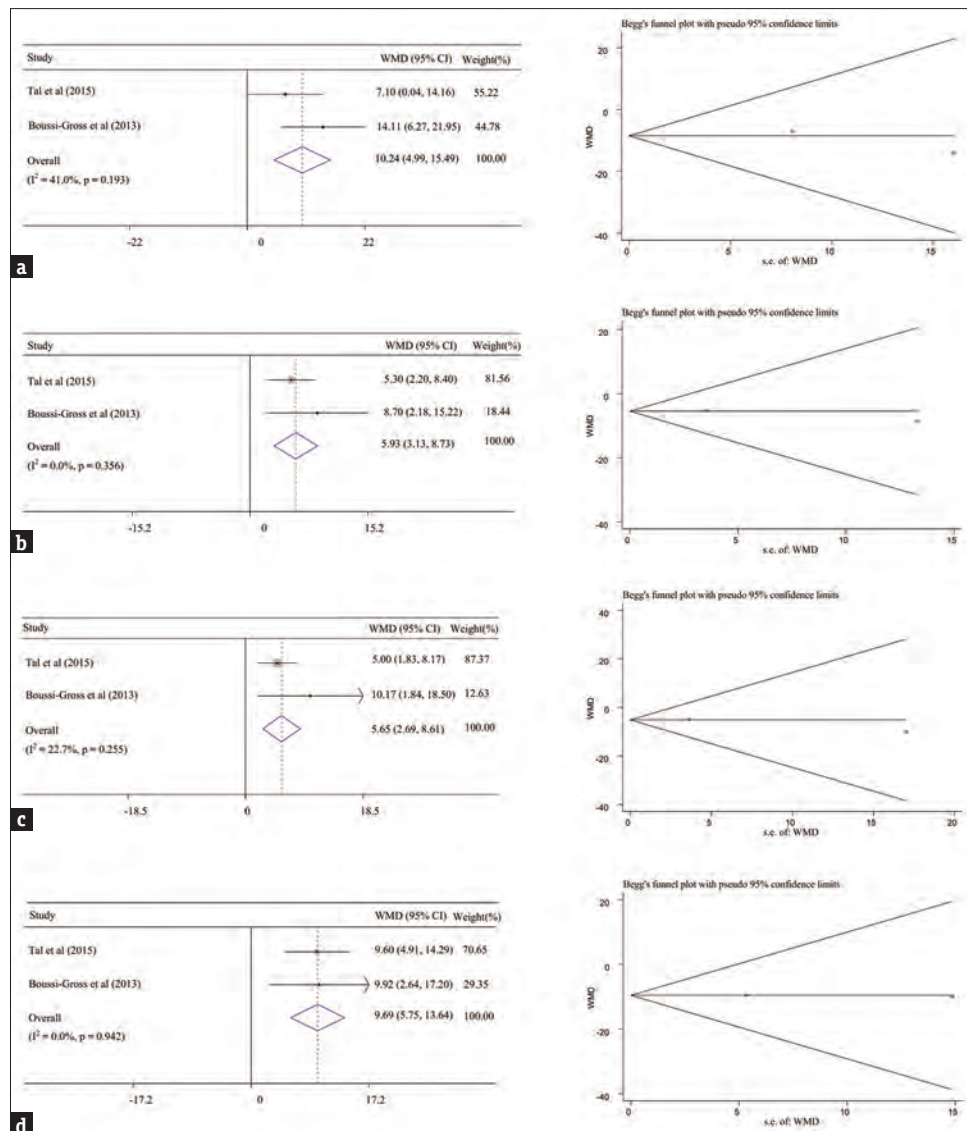 Study WMD (95% CI) Weight(%)
Tal et al (2015) 7.10 (0.04, 14.16) 55.22
Boussi-Gross et al (2013) 14.11 (6.27, 21.95) 44.78
Overall 10.24 (4.99, 15.49) 100.00
(I² = 41.0%, p = 0.193)
-22 0 22
a
Begg's funnel plot with pseudo 95% confidence limits
20
0
-20
-40
WMD
0 5 10 15
s.e. of: WMD
Study WMD (95% CI) Weight(%)
Tal et al (2015) 5.30 (2.20, 8.40) 81.56
Boussi-Gross et al (2013) 8.70 (2.18, 15.22) 18.44
Overall 5.93 (3.13, 8.73) 100.00
(I² = 0.0%, p = 0.356)
-15.2 0 15.2
b
Begg's funnel plot with pseudo 95% confidence limits
20
0
-20
-40
WMD
0 5 10 15
s.e. of: WMD
Study WMD (95% CI) Weight(%)
Tal et al (2015) 5.00 (1.83, 8.17) 87.37
Boussi-Gross et al (2013) 10.17 (1.84, 18.50) 12.63
Overall 5.65 (2.69, 8.61) 100.00
(I² = 22.7%, p = 0.255)
-18.5 0 18.5
c
Begg's funnel plot with pseudo 95% confidence limits
40
20
0
-20
-40
WMD
0 5 10 15 20
s.e. of: WMD
Study WMD (95% CI) Weight(%)
Tal et al (2015) 9.60 (4.91, 14.29) 70.65
Boussi-Gross et al (2013) 9.92 (2.64, 17.20) 29.35
Overall 9.69 (5.75, 13.64) 100.00
(I² = 0.0%, p = 0.942)
-17.2 0 17.2
d
Begg's funnel plot with pseudo 95% confidence limits
20
0
-20
-40
WMD
0 5 10 15
s.e. of: WMD